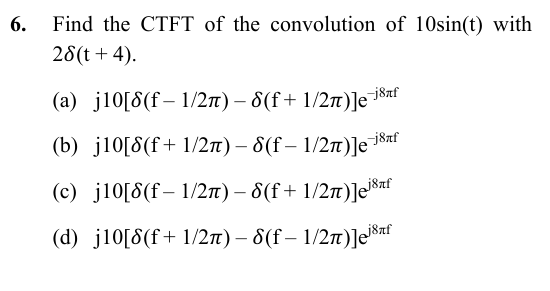 6. Find the CTFT of the convolution of 10sin(t) with
2δ(t + 4).
(a) j10[δ(f – 1/2π) – δ(f + 1/2π)]e^–j8πf
(b) j10[δ(f + 1/2π) – δ(f – 1/2π)]e^–j8πf
(c) j10[δ(f – 1/2π) – δ(f + 1/2π)]e^j8πf
(d) j10[δ(f + 1/2π) – δ(f – 1/2π)]e^j8πf